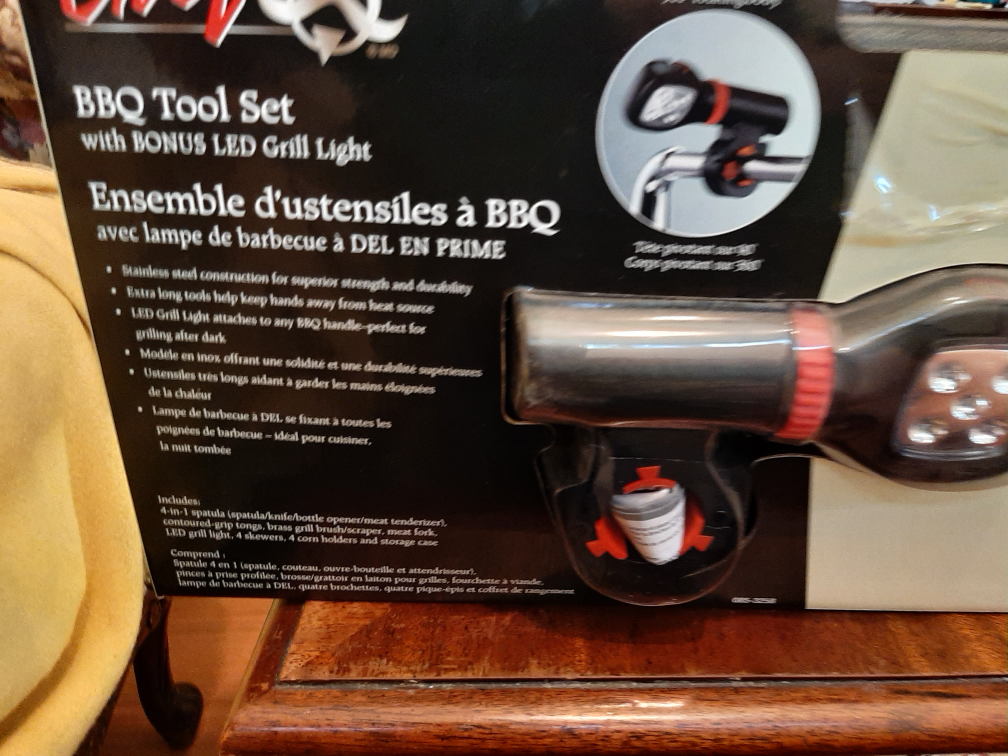 BBQ Tool Set
with BONUS LED Grill Light
Ensemble d'ustensiles à BBQ
avec lampe de barbecue à DEL EN PRIME
• Stainless steel construction for superior strength and durability
• Extra long tools help keep hands away from heat source
• LED Grill Light attaches to any BBQ handle–perfect for
grilling after dark
• Modèle en inox offrant une solidité et une durabilité supérieures
• Ustensiles très longs aidant à garder les mains éloignées
de la chaleur
• Lampe de barbecue à DEL se fixant à toutes les
poignées de barbecue – idéal pour cuisiner,
la nuit tombée
Tête pivotant sur 90°
Corps pivotant sur 360°
Includes:
4-in-1 spatula (spatula/knife/bottle opener/meat tenderizer),
contoured-grip tongs, brass grill brush/scraper, meat fork,
LED grill light, 4 skewers, 4 corn holders and storage case
Comprend :
Spatule 4 en 1 (spatule, couteau, ouvre-bouteille et attendrisseur),
pinces à prise profilée, brosse/grattoir en laiton pour grilles, fourchette à viande,
lampe de barbecue à DEL, quatre brochettes, quatre pique-épis et coffret de rangement